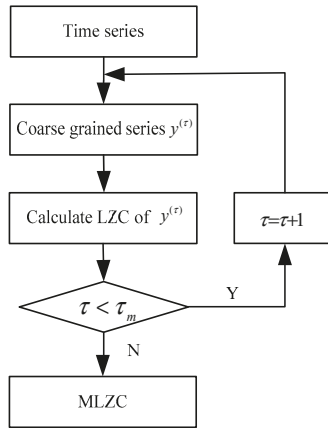 Time series
Coarse grained series y^(τ)
Calculate LZC of y^(τ)
τ=τ+1
τ < τ_m
Y
N
MLZC